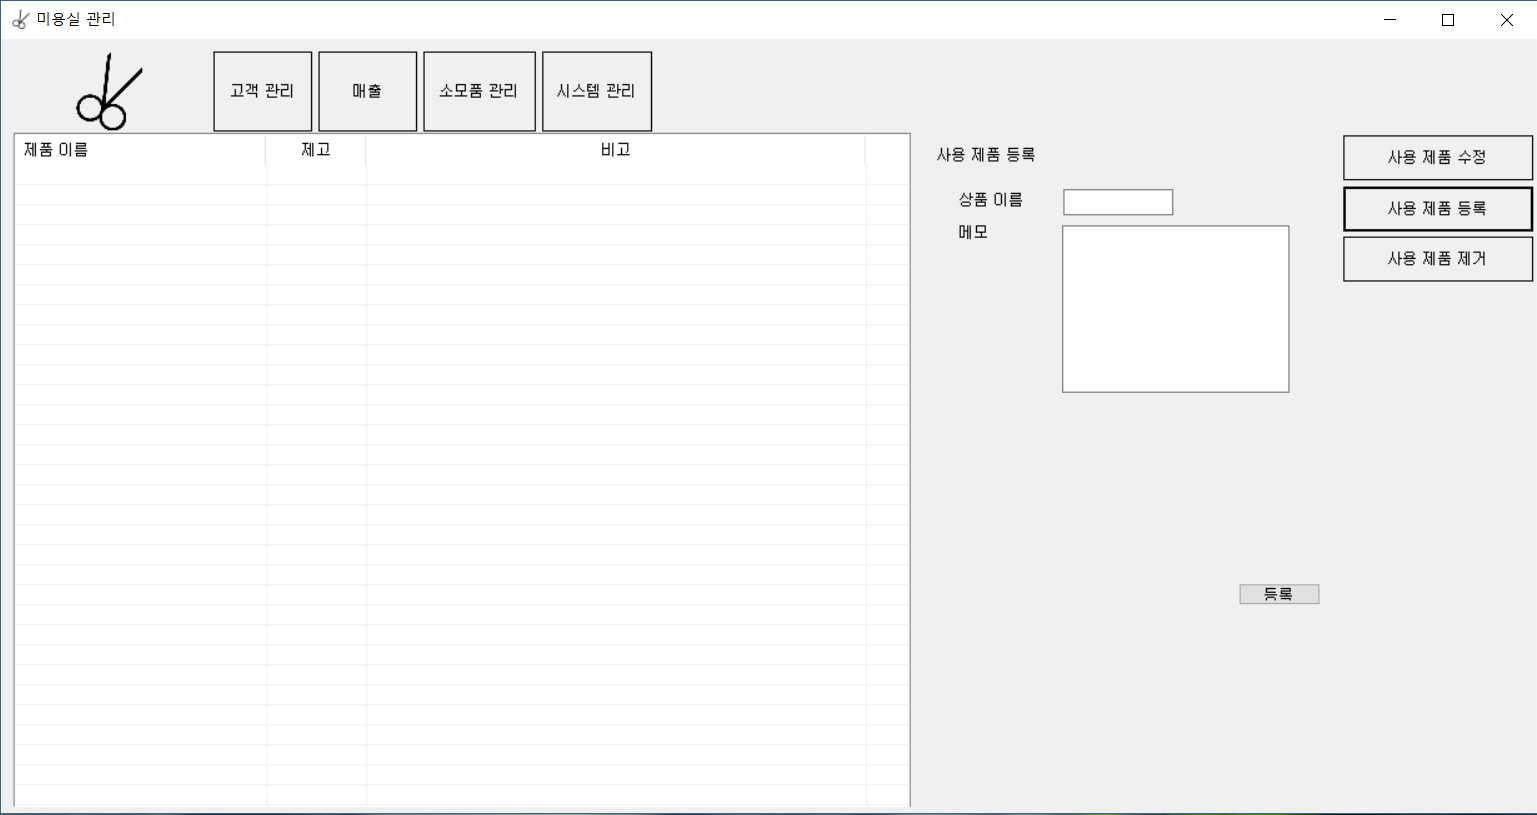 미용실 관리
고객 관리 매출 소모품 관리 시스템 관리
제품 이름 제고 비고
사용 제품 등록
상품 이름
메모
등록
사용 제품 수정
사용 제품 등록
사용 제품 제거